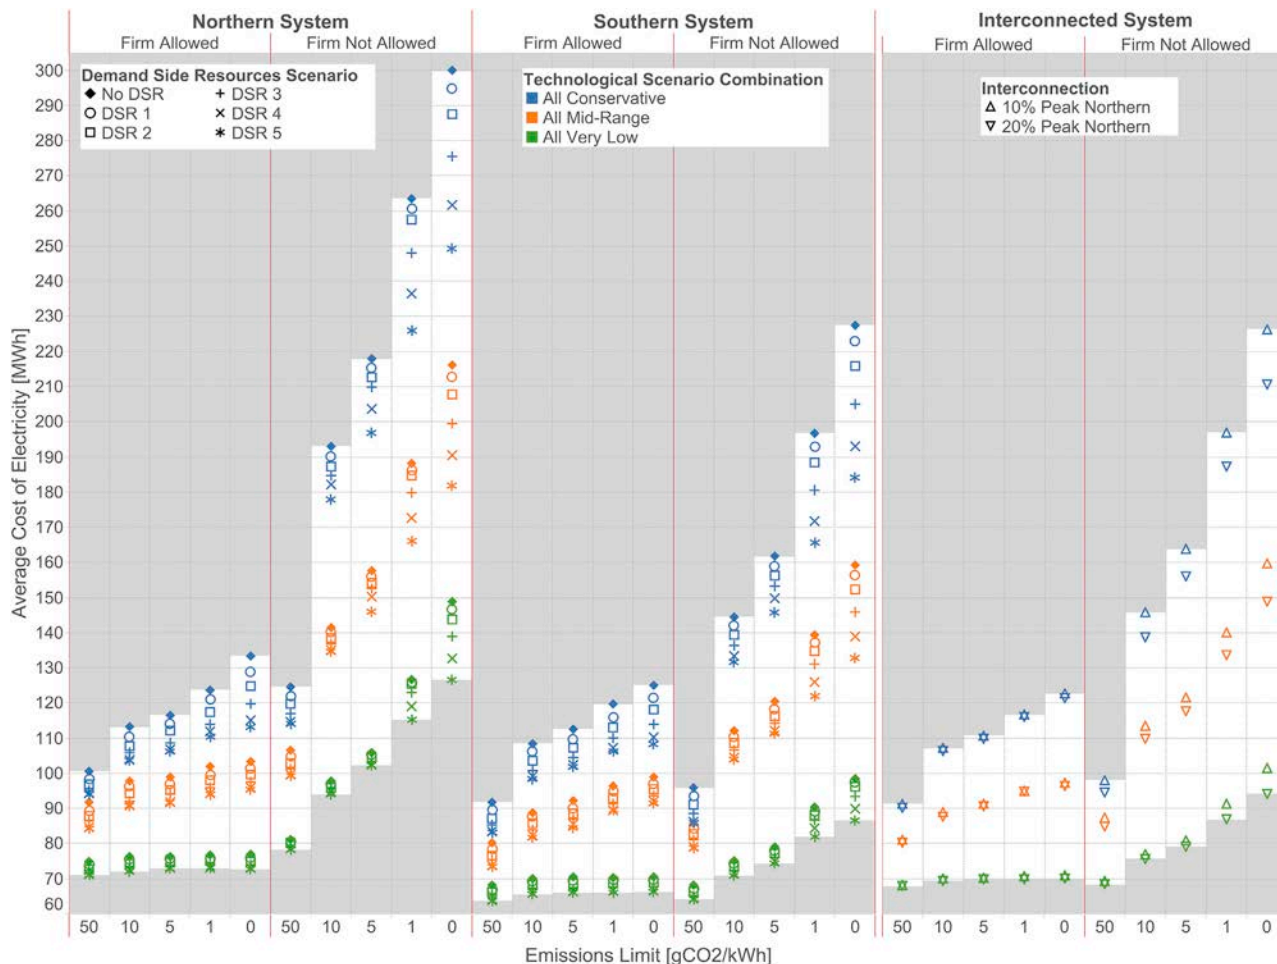 Northern System
Southern System
Interconnected System
Firm Allowed
Firm Not Allowed
Firm Allowed
Firm Not Allowed
Firm Allowed
Firm Not Allowed
Demand Side Resources Scenario
No DSR
DSR 3
DSR 1
DSR 4
DSR 2
DSR 5
Technological Scenario Combination
All Conservative
All Mid-Range
All Very Low
Interconnection
10% Peak Northern
20% Peak Northern
Average Cost of Electricity [MWh]
300
290
280
270
260
250
240
230
220
210
200
190
180
170
160
150
140
130
120
110
100
90
80
70
60
50 10 5 1 0 50 10 5 1 0 50 10 5 1 0 50 10 5 1 0 50 10 5 1 0 50 10 5 1 0
Emissions Limit [gCO2/kWh]